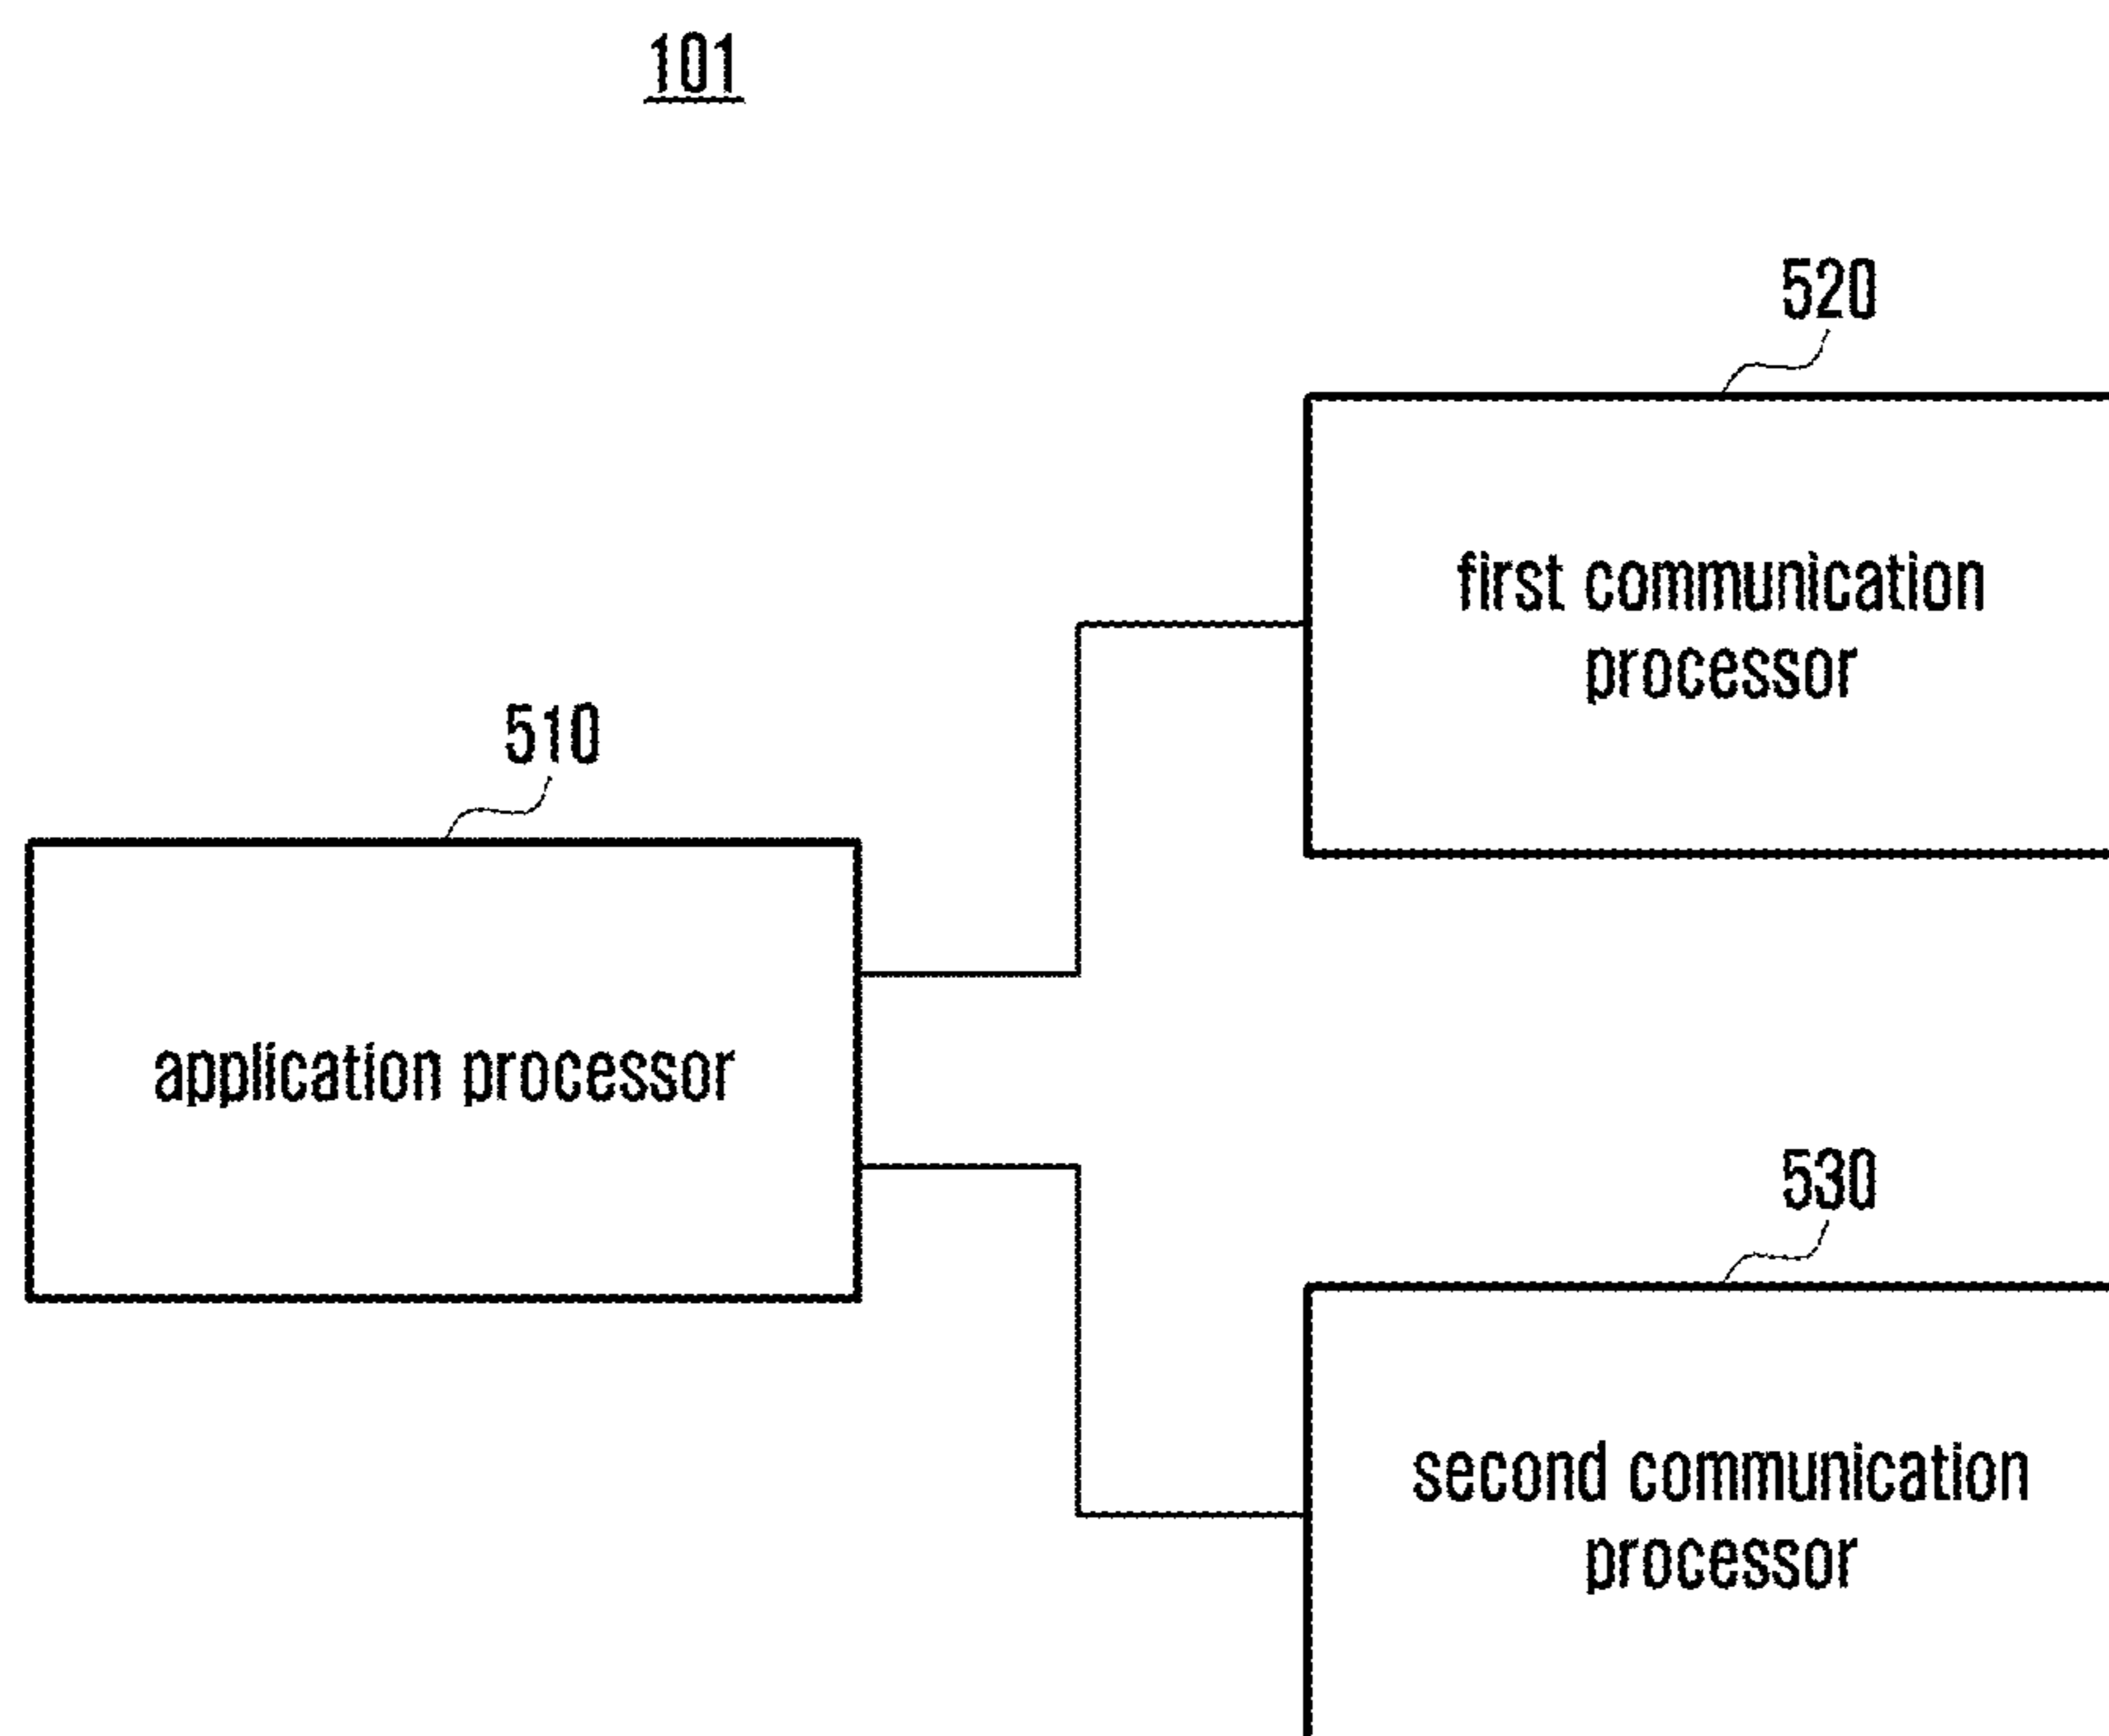 101
520
first communication
processor
510
application processor
530
second communication
processor